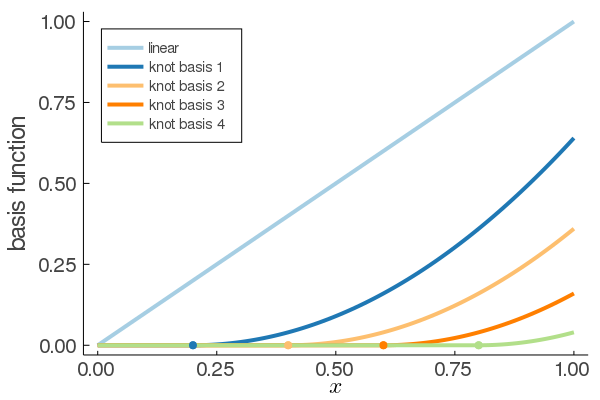 1.00
0.75
0.50
0.25
0.00
basis function
linear
knot basis 1
knot basis 2
knot basis 3
knot basis 4
0.00 0.25 0.50 0.75 1.00
x